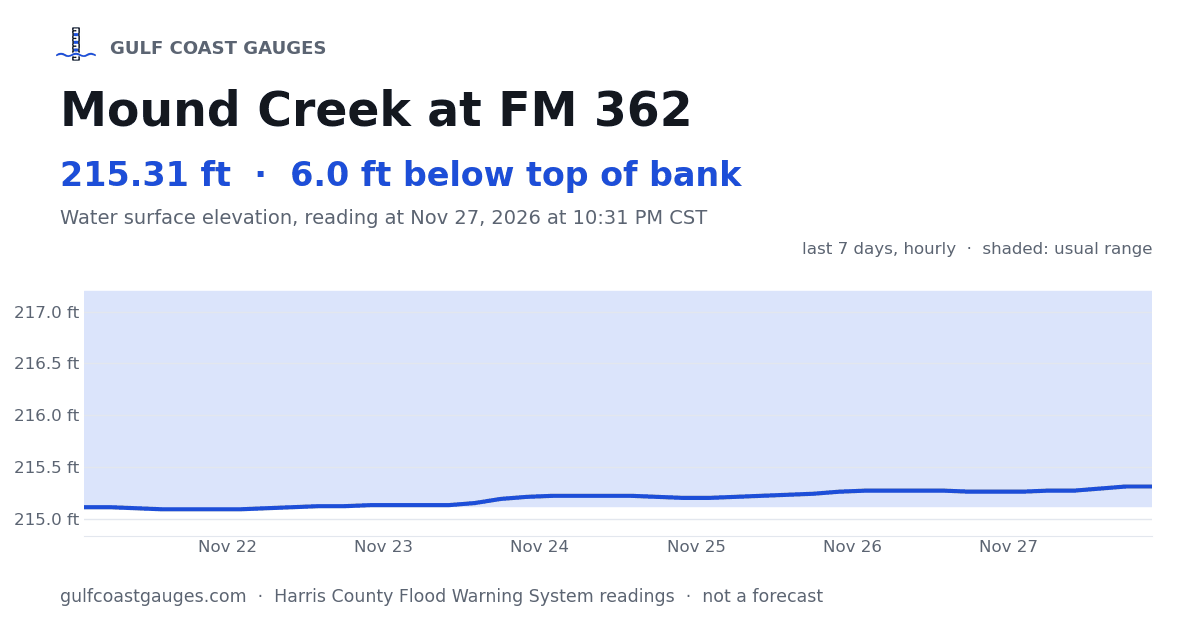 GULF COAST GAUGES
Mound Creek at FM 362
215.31 ft · 6.0 ft below top of bank
Water surface elevation, reading at Nov 27, 2026 at 10:31 PM CST
last 7 days, hourly · shaded: usual range
217.0 ft
216.5 ft
216.0 ft
215.5 ft
215.0 ft
Nov 22 Nov 23 Nov 24 Nov 25 Nov 26 Nov 27
gulfcoastgauges.com · Harris County Flood Warning System readings · not a forecast